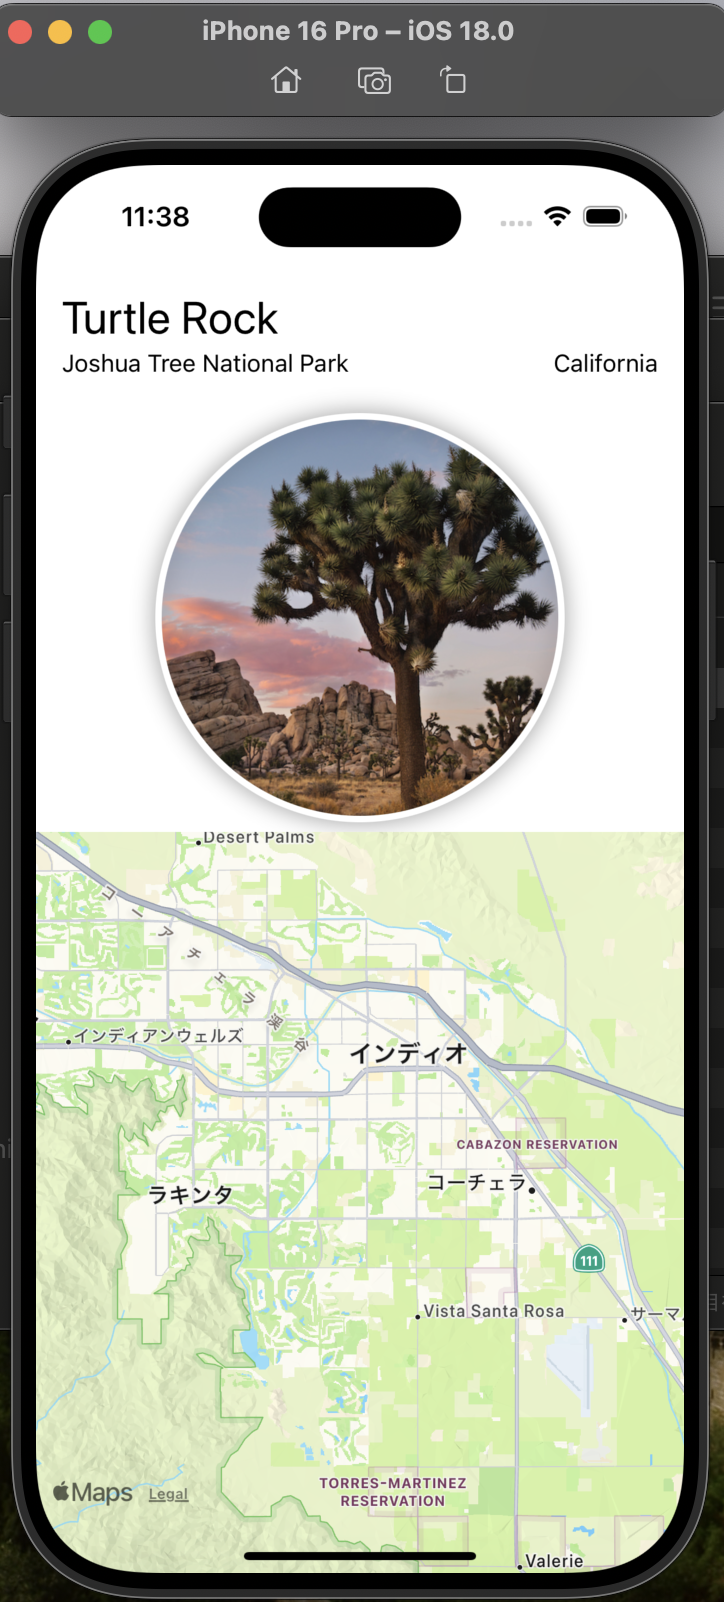 iPhone 16 Pro – iOS 18.0
11:38
Turtle Rock
Joshua Tree National Park California
Desert Palms
コーアチェラ渓谷
インディアンウェルズ
インディオ
CABAZON RESERVATION
コーチェラ
ラキンタ
111
Vista Santa Rosa
サーマ
TORRES-MARTINEZ
RESERVATION
Maps Legal
Valerie